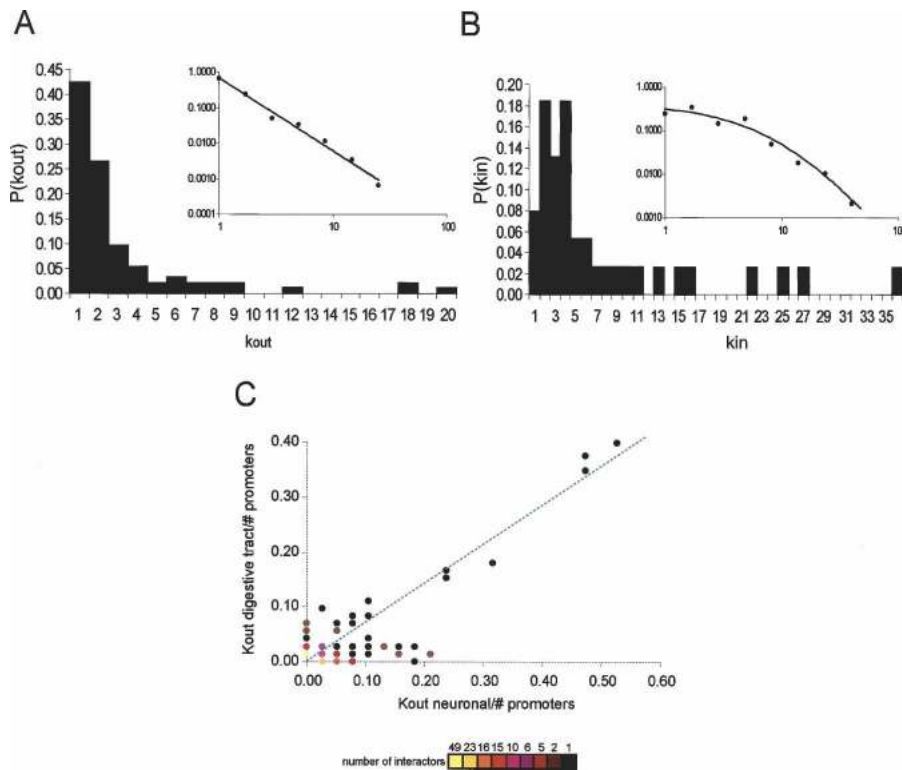 A
P(kout)
0.45
0.40
0.35
0.30
0.25
0.20
0.15
0.10
0.05
0.00
1 2 3 4 5 6 7 8 9 10 11 12 13 14 15 16 17 18 19 20
kout
1.0000
0.1000
0.0100
0.0010
0.0001
1 10 100
B
P(kin)
0.20
0.18
0.16
0.14
0.12
0.10
0.08
0.06
0.04
0.02
0.00
1 3 5 7 9 11 13 15 17 19 21 23 25 27 29 31 33 35
kin
1.0000
0.1000
0.0100
0.0010
1 10
C
Kout digestive tract/# promoters
0.40
0.30
0.20
0.10
0.00
0.00 0.10 0.20 0.30 0.40 0.50 0.60
Kout neuronal/# promoters
49 23 16 15 10 6 5 2 1
number of interactors